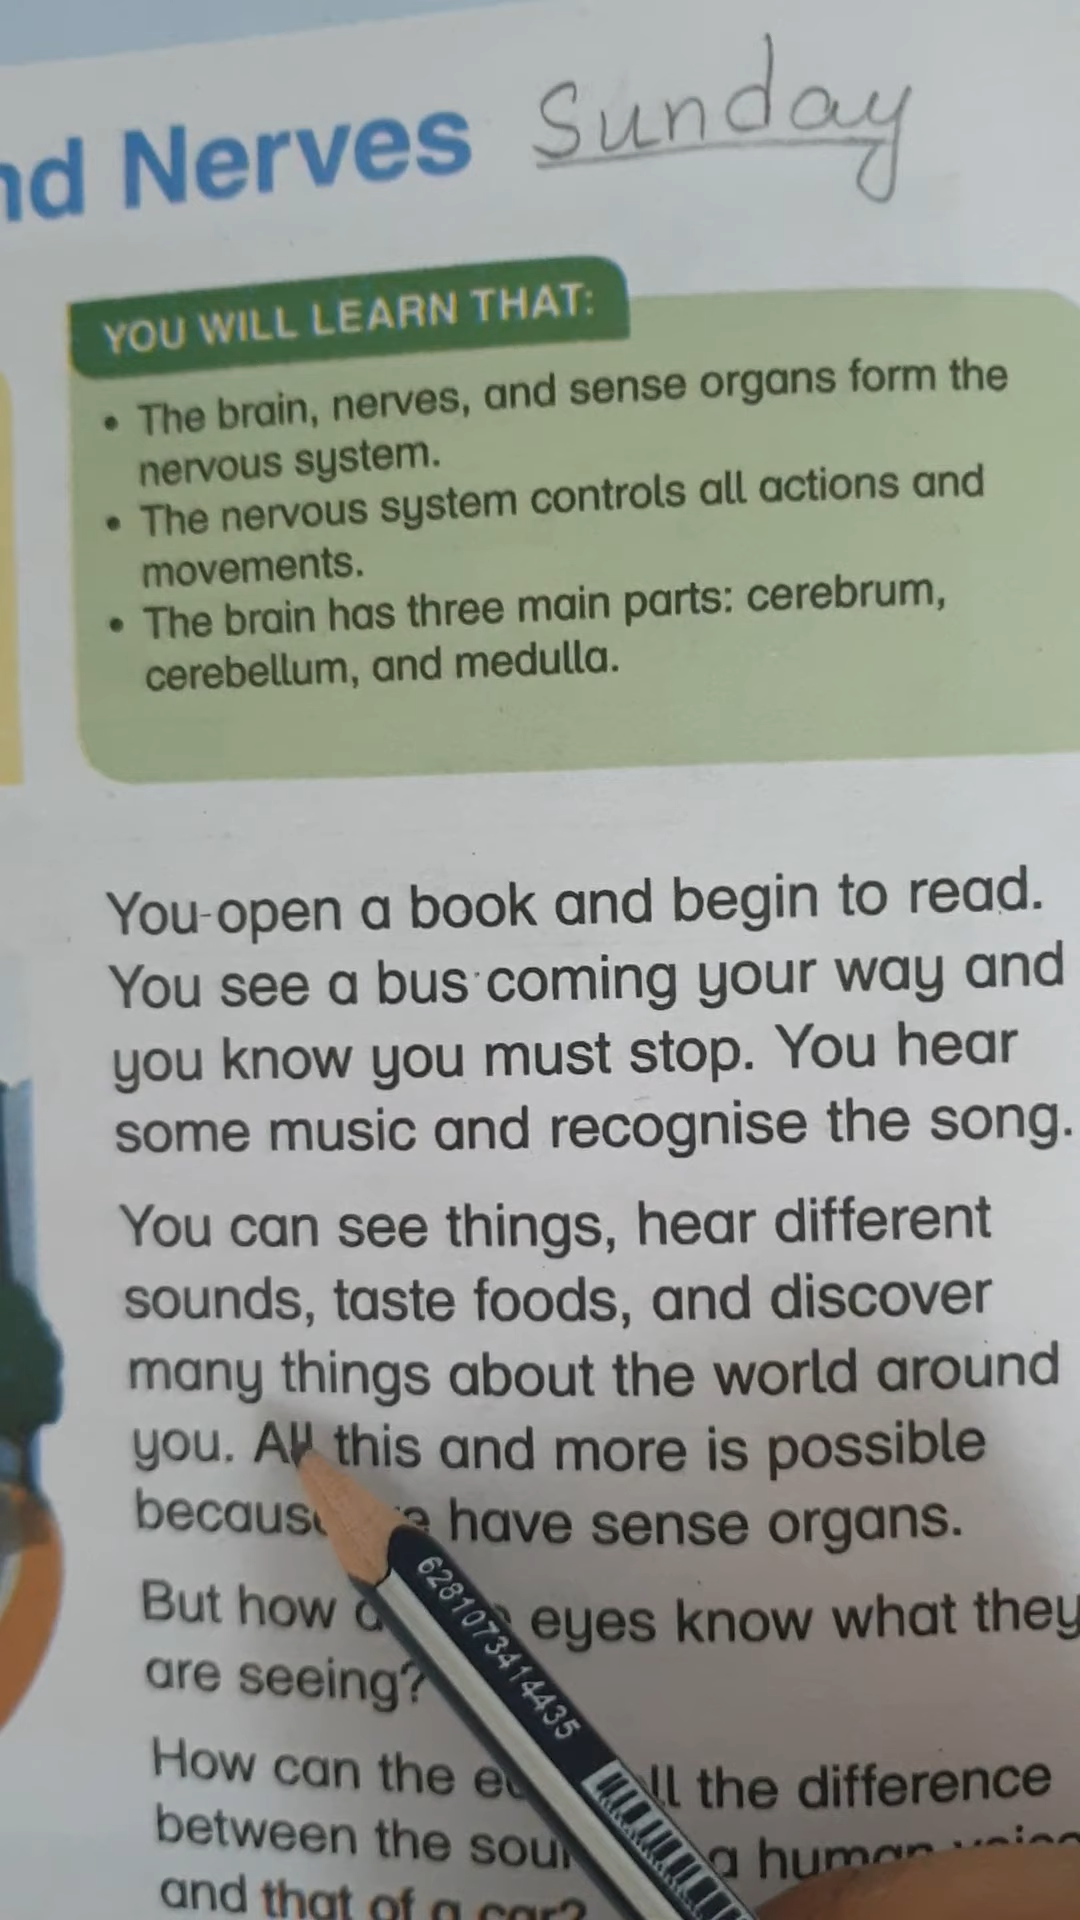 nd Nerves Sunday
YOU WILL LEARN THAT:
• The brain, nerves, and sense organs form the
nervous system.
• The nervous system controls all actions and
movements.
• The brain has three main parts: cerebrum,
cerebellum, and medulla.
You open a book and begin to read.
You see a bus coming your way and
you know you must stop. You hear
some music and recognise the song.
You can see things, hear different
sounds, taste foods, and discover
many things about the world around
you. All this and more is possible
because have sense organs.
But how eyes know what they
are seeing?
How can the the difference
between the a human
and that of a car?
6281073414435